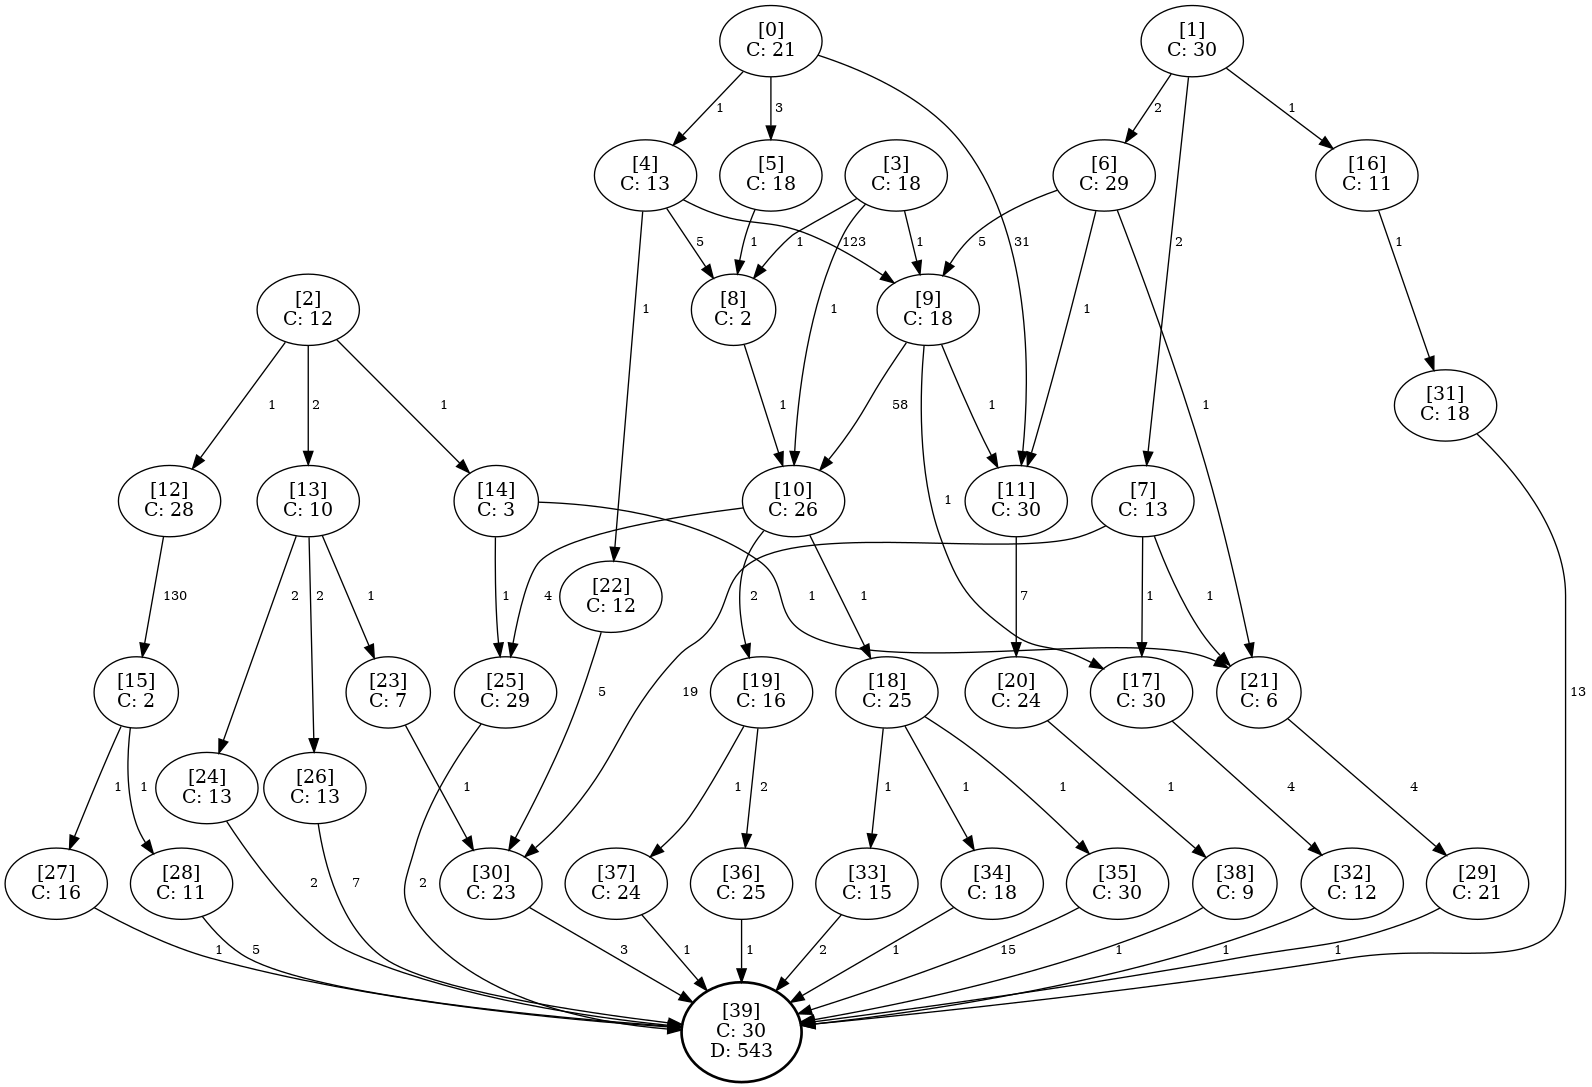 [0]
C: 21
[1]
C: 30
1
3
2
1
[4]
C: 13
[5]
C: 18
[3]
C: 18
[6]
C: 29
[16]
C: 11
5
1
1
123
1
5
31
2
1
[2]
C: 12
[8]
C: 2
[9]
C: 18
1
1
1
[31]
C: 18
1
2
1
1
58
1
1
[12]
C: 28
[13]
C: 10
[14]
C: 3
[10]
C: 26
[11]
C: 30
[7]
C: 13
1
130
2
2
1
1
4
[22]
C: 12
2
1
1
7
1
1
[15]
C: 2
[23]
C: 7
[25]
C: 29
5
19
[19]
C: 16
[18]
C: 25
[20]
C: 24
[17]
C: 30
[21]
C: 6
13
1
1
[24]
C: 13
[26]
C: 13
1
1
2
1
1
1
1
4
4
[27]
C: 16
[28]
C: 11
2
7
2
[30]
C: 23
[37]
C: 24
[36]
C: 25
[33]
C: 15
[34]
C: 18
[35]
C: 30
[38]
C: 9
[32]
C: 12
[29]
C: 21
1
5
3
1
1
2
1
15
1
1
1
[39]
C: 30
D: 543